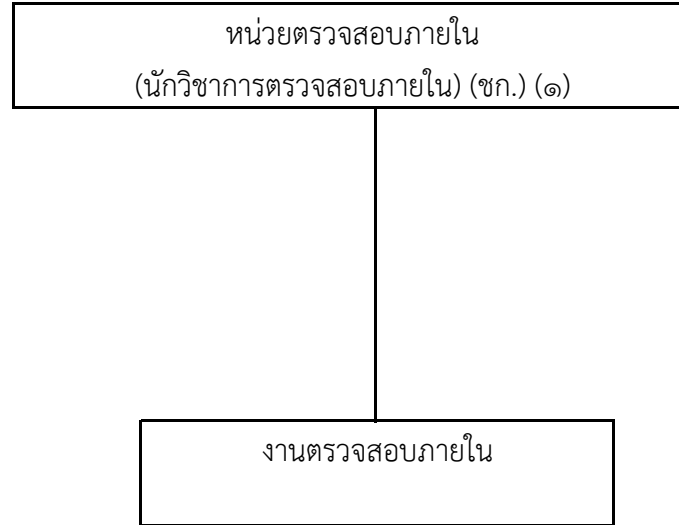 หน่วยตรวจสอบภายใน
(นักวิชาการตรวจสอบภายใน) (ชก.) (๑)
งานตรวจสอบภายใน